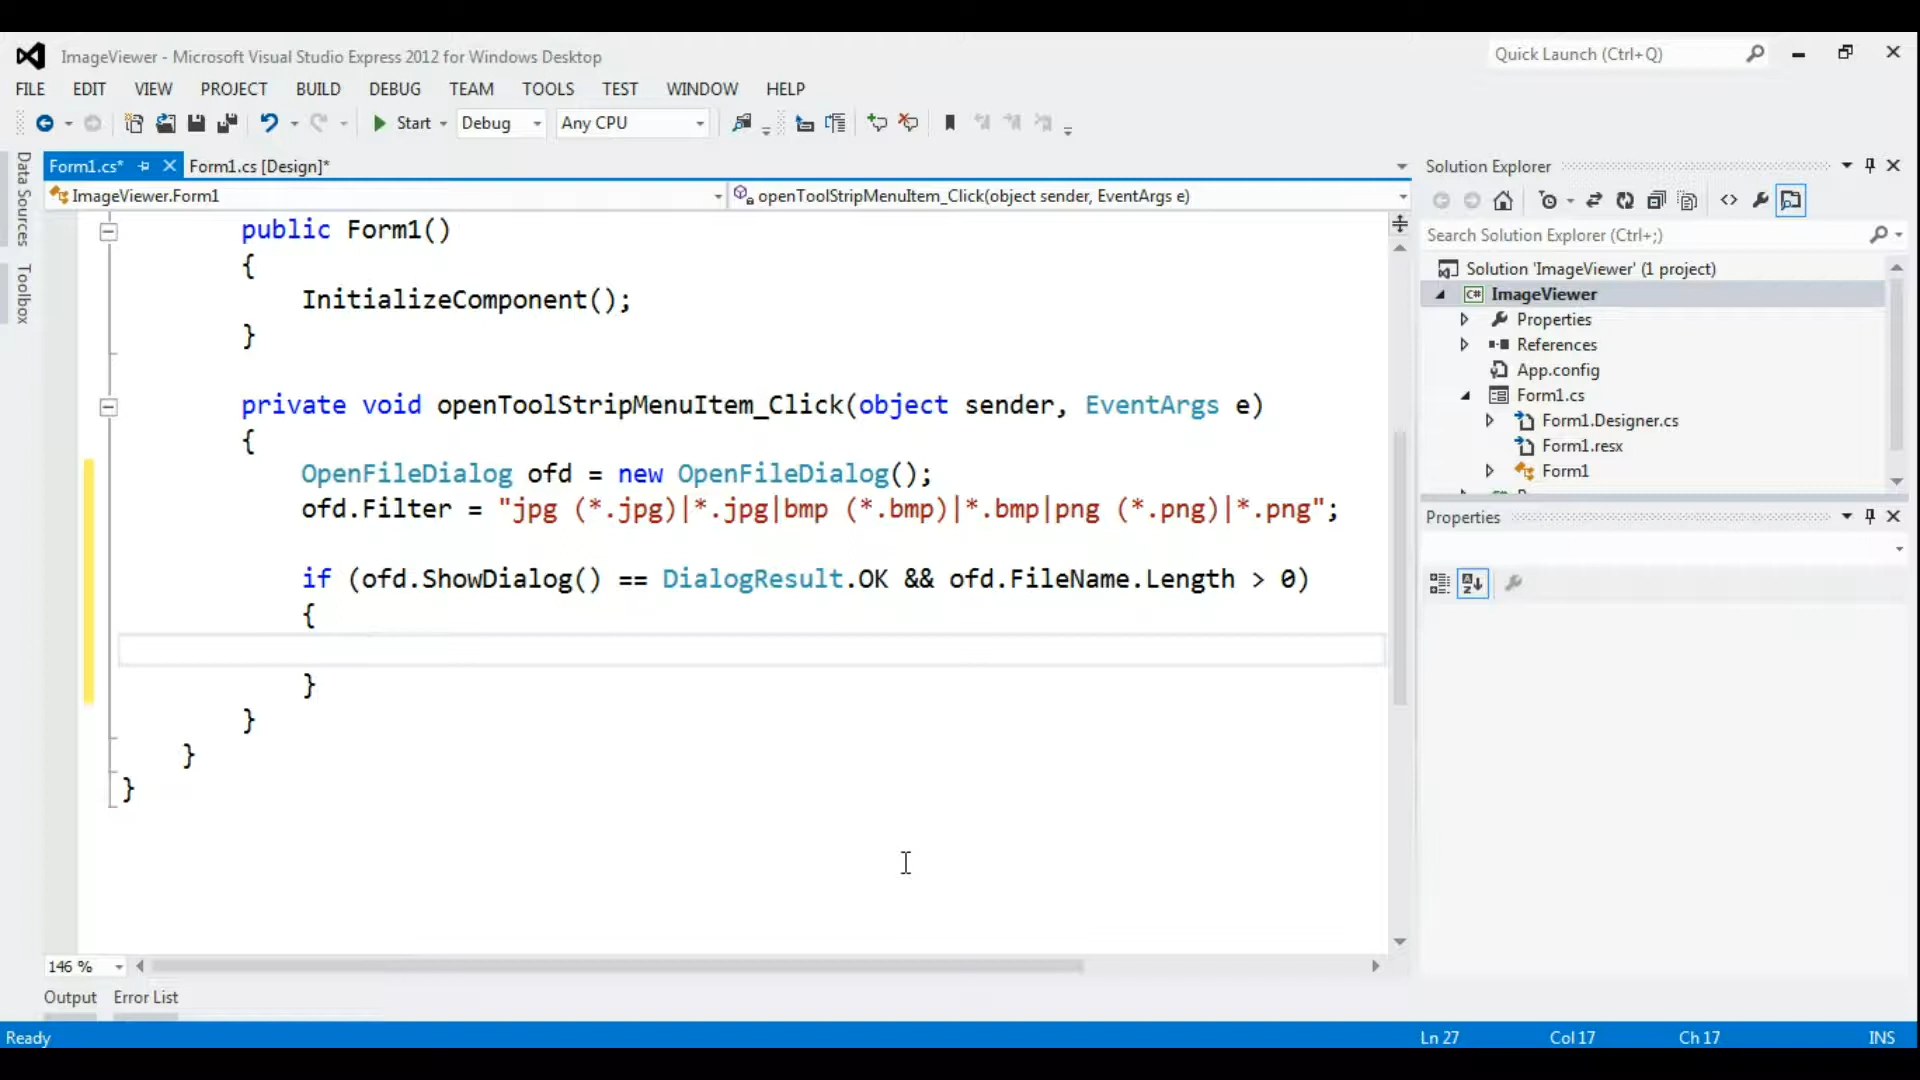 ImageViewer - Microsoft Visual Studio Express 2012 for Windows Desktop
Quick Launch (Ctrl+Q)
FILE EDIT VIEW PROJECT BUILD DEBUG TEAM TOOLS TEST WINDOW HELP
Start Debug Any CPU
Data Sources
Toolbox
Form1.cs* Form1.cs [Design]*
ImageViewer.Form1
openToolStripMenuItem_Click(object sender, EventArgs e)
public Form1()
{
InitializeComponent();
}
private void openToolStripMenuItem_Click(object sender, EventArgs e)
{
OpenFileDialog ofd = new OpenFileDialog();
ofd.Filter = "jpg (*.jpg)|*.jpg|bmp (*.bmp)|*.bmp|png (*.png)|*.png";
if (ofd.ShowDialog() == DialogResult.OK && ofd.FileName.Length > 0)
{
}
}
}
}
146 %
Output Error List
Solution Explorer
Search Solution Explorer (Ctrl+;)
Solution 'ImageViewer' (1 project)
C# ImageViewer
Properties
References
App.config
Form1.cs
Form1.Designer.cs
Form1.resx
Form1
Properties
Ready
Ln 27 Col 17 Ch 17 INS